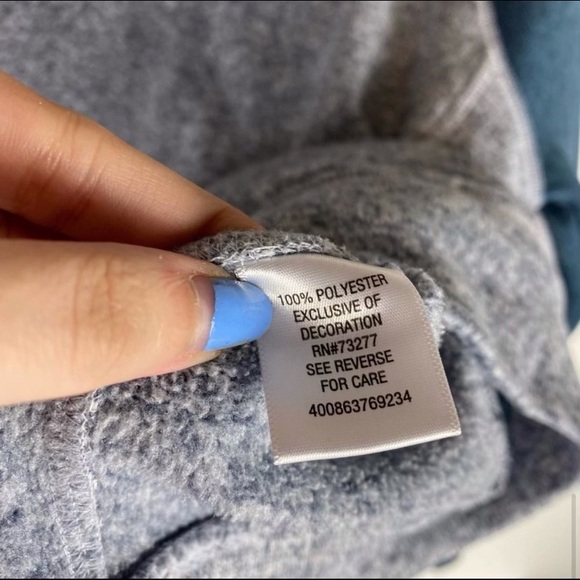 100% POLYESTER
EXCLUSIVE OF
DECORATION
RN#73277
SEE REVERSE
FOR CARE
400863769234